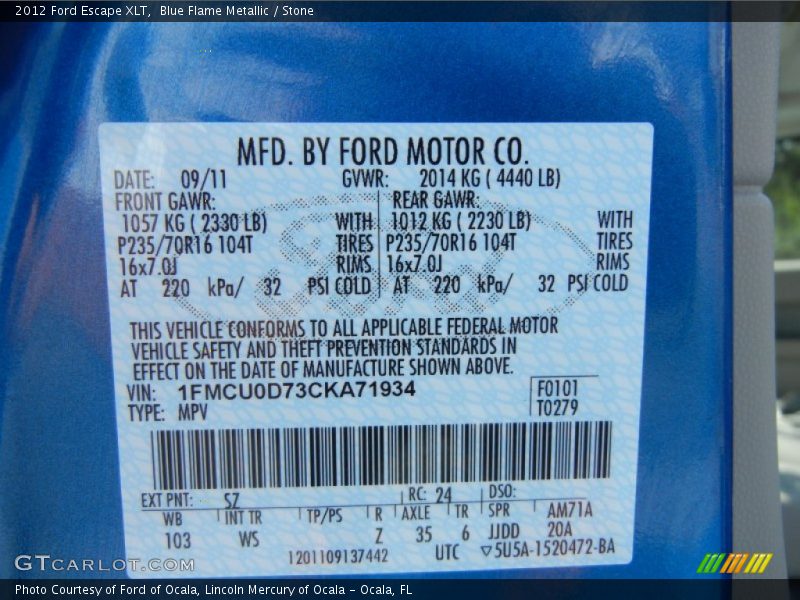 2012 Ford Escape XLT, Blue Flame Metallic / Stone
MFD. BY FORD MOTOR CO.
DATE: 09/11 GVWR: 2014 KG ( 4440 LB)
FRONT GAWR: REAR GAWR:
1057 KG ( 2330 LB) WITH 1012 KG ( 2230 LB) WITH
P235/70R16 104T TIRES P235/70R16 104T TIRES
16x7.0J RIMS 16x7.0J RIMS
AT 220 kPa/ 32 PSI COLD AT 220 kPa/ 32 PSI COLD
THIS VEHICLE CONFORMS TO ALL APPLICABLE FEDERAL MOTOR
VEHICLE SAFETY AND THEFT PREVENTION STANDARDS IN
EFFECT ON THE DATE OF MANUFACTURE SHOWN ABOVE.
VIN: 1FMCU0D73CKA71934 F0101
TYPE: MPV T0279
EXT PNT: SZ RC: 24 DSO:
WB INT TR TP/PS R AXLE TR SPR AM71A
103 WS Z 35 6 JJDD 20A
1201109137442 UTC ▽5U5A-1520472-BA
GTCARLOT.COM
Photo Courtesy of Ford of Ocala, Lincoln Mercury of Ocala - Ocala, FL